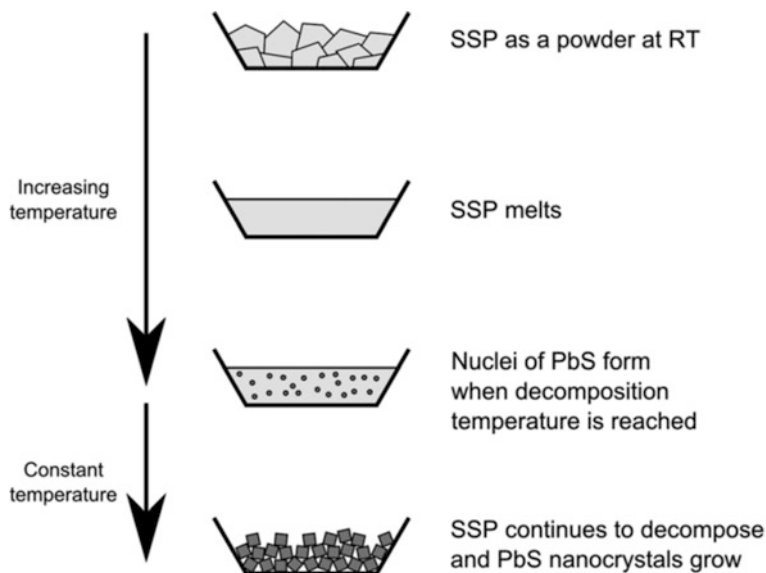 SSP as a powder at RT
Increasing
temperature
SSP melts
Nuclei of PbS form
when decomposition
temperature is reached
Constant
temperature
SSP continues to decompose
and PbS nanocrystals grow